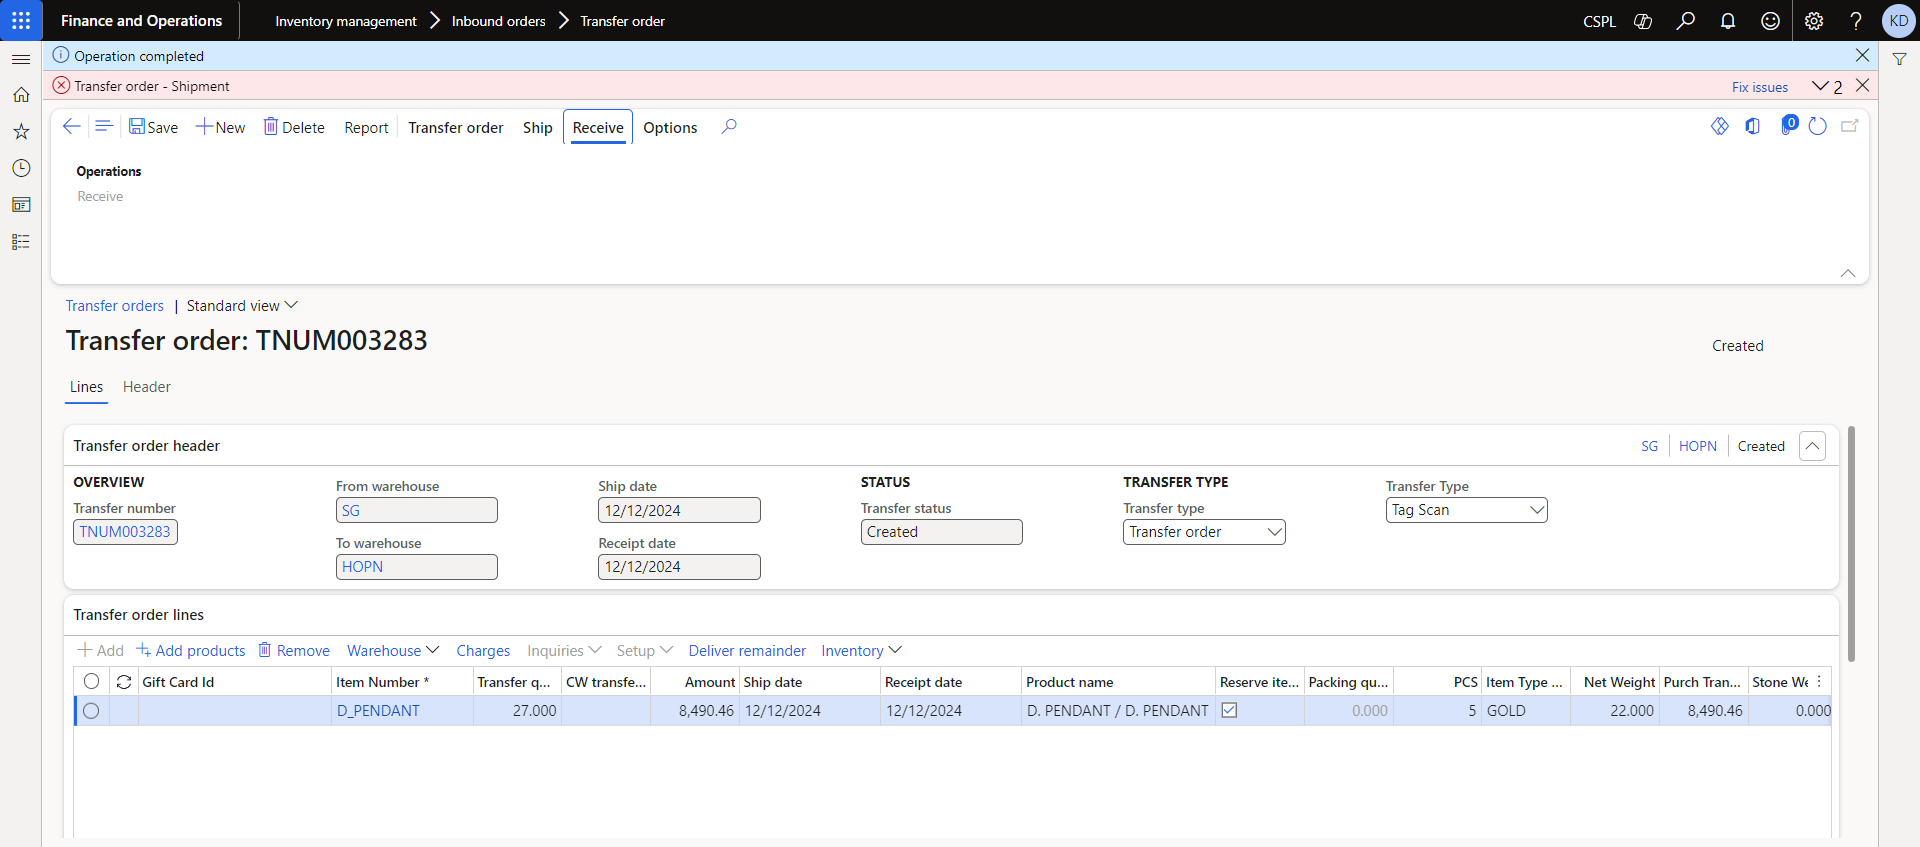 Finance and Operations Inventory management Inbound orders Transfer order CSPL KD
Operation completed
Transfer order - Shipment Fix issues 2
Save New Delete Report Transfer order Ship Receive Options 0
Operations
Receive
Transfer orders | Standard view
Transfer order: TNUM003283
Created
Lines Header
Transfer order header SG HOPN Created
OVERVIEW From warehouse Ship date STATUS TRANSFER TYPE Transfer Type
Transfer number SG 12/12/2024 Transfer status Transfer type Tag Scan
TNUM003283 To warehouse Receipt date Created Transfer order
HOPN 12/12/2024
Transfer order lines
Add Add products Remove Warehouse Charges Inquiries Setup Deliver remainder Inventory
Gift Card Id Item Number * Transfer q... CW transfe... Amount Ship date Receipt date Product name Reserve ite... Packing qu... PCS Item Type ... Net Weight Purch Tran... Stone We
D_PENDANT 27.000 8,490.46 12/12/2024 12/12/2024 D. PENDANT / D. PENDANT 0.000 5 GOLD 22.000 8,490.46 0.000